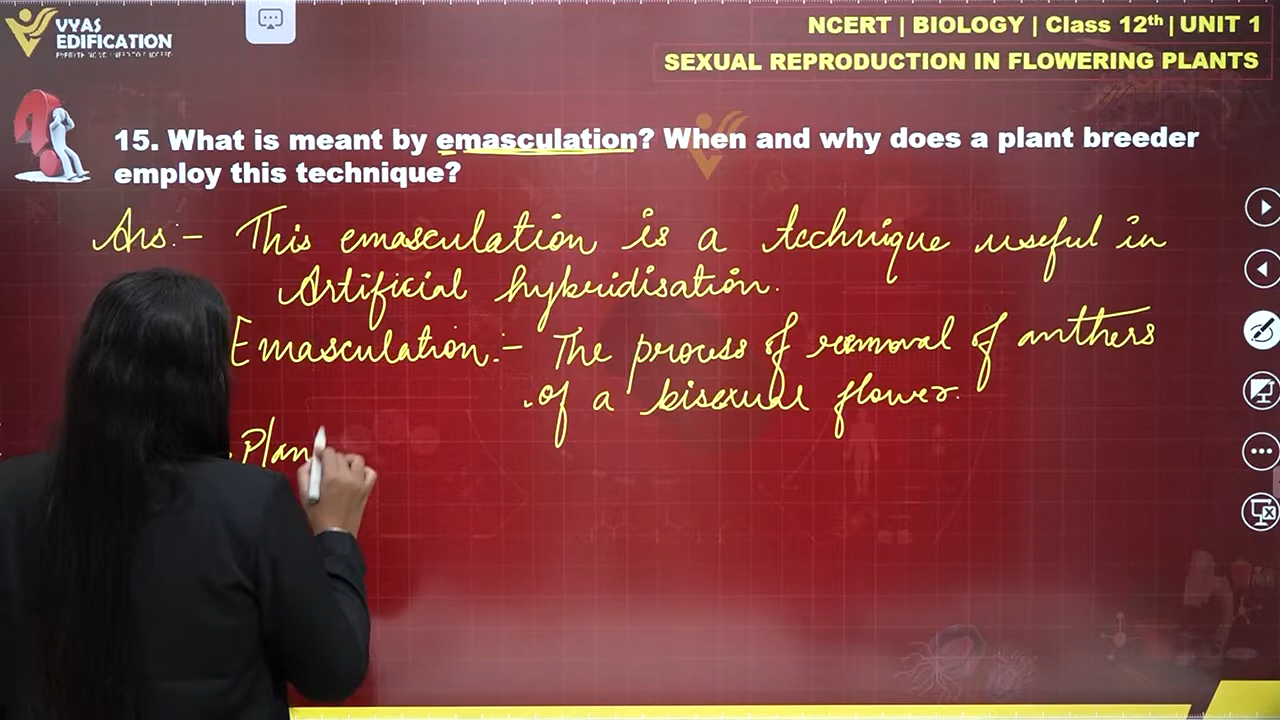 VYAS
EDIFICATION
NCERT | BIOLOGY | Class 12th | UNIT 1
SEXUAL REPRODUCTION IN FLOWERING PLANTS
15. What is meant by emasculation? When and why does a plant breeder
employ this technique?
Ans:- This emasculation is a technique useful in
Artificial hybridisation.
Emasculation:- The process of removal of anthers
of a bisexual flower.
Plan